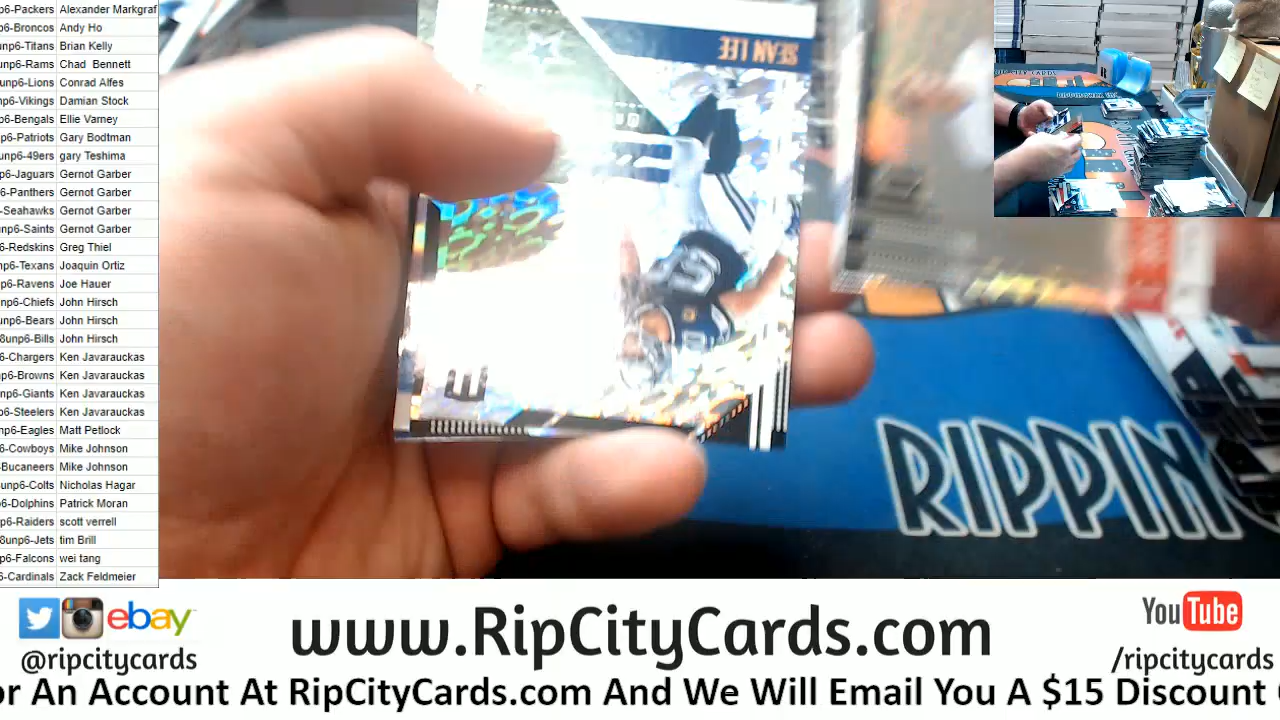 6-Packers Alexander Markgraf
p6-Broncos Andy Ho
unp6-Titans Brian Kelly
unp6-Rams Chad Bennett
unp6-Lions Conrad Alfes
p6-Vikings Damian Stock
p6-Bengals Ellie Varney
p6-Patriots Gary Bodtman
unp6-49ers gary Teshima
p6-Jaguars Gernot Garber
6-Panthers Gernot Garber
-Seahawks Gernot Garber
unp6-Saints Gernot Garber
6-Redskins Greg Thiel
np6-Texans Joaquin Ortiz
p6-Ravens Joe Hauer
np6-Chiefs John Hirsch
unp6-Bears John Hirsch
8unp6-Bills John Hirsch
6-Chargers Ken Javarauckas
np6-Browns Ken Javarauckas
np6-Giants Ken Javarauckas
6-Steelers Ken Javarauckas
np6-Eagles Matt Petlock
6-Cowboys Mike Johnson
-Bucaneers Mike Johnson
unp6-Colts Nicholas Hagar
6-Dolphins Patrick Moran
p6-Raiders scott verrell
8unp6-Jets tim Brill
p6-Falcons wei tang
6-Cardinals Zack Feldmeier
SEAN LEE
RIPPIN
ebay
@ripcitycards
www.RipCityCards.com
YouTube
/ripcitycards
or An Account At RipCityCards.com And We Will Email You A $15 Discount